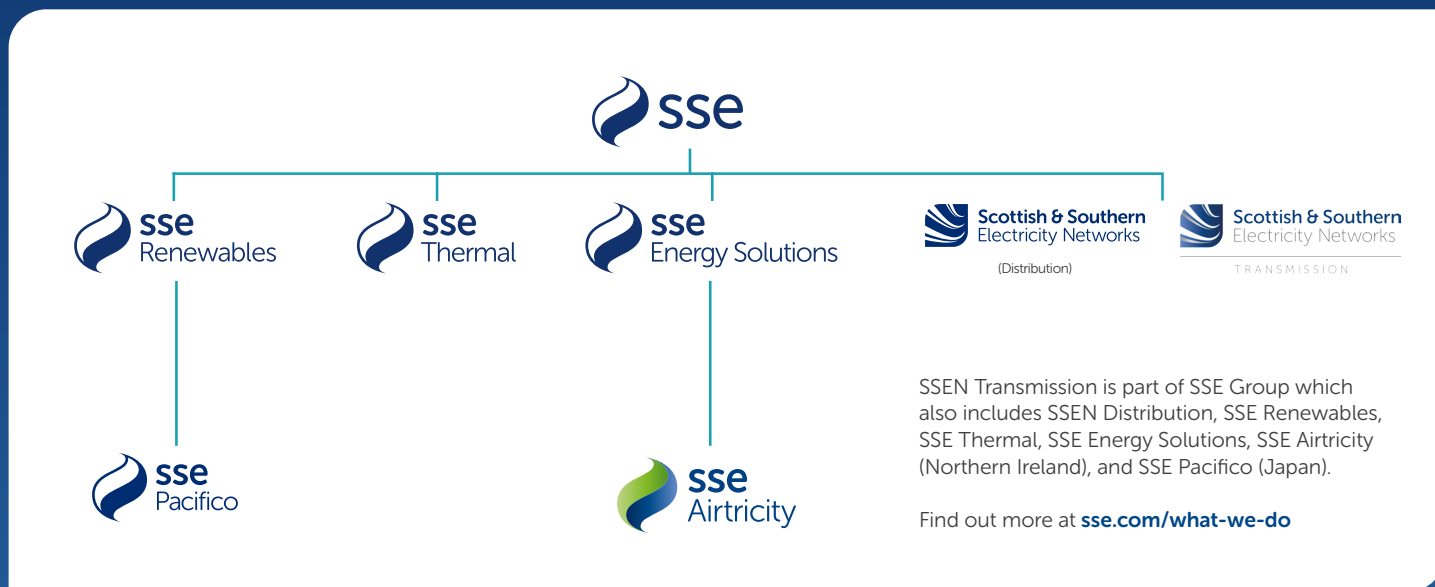 sse
sse
Renewables
sse
Thermal
sse
Energy Solutions
Scottish & Southern
Electricity Networks
(Distribution)
Scottish & Southern
Electricity Networks
TRANSMISSION
sse
Pacifico
sse
Airtricity
SSEN Transmission is part of SSE Group which
also includes SSEN Distribution, SSE Renewables,
SSE Thermal, SSE Energy Solutions, SSE Airtricity
(Northern Ireland), and SSE Pacifico (Japan).
Find out more at sse.com/what-we-do